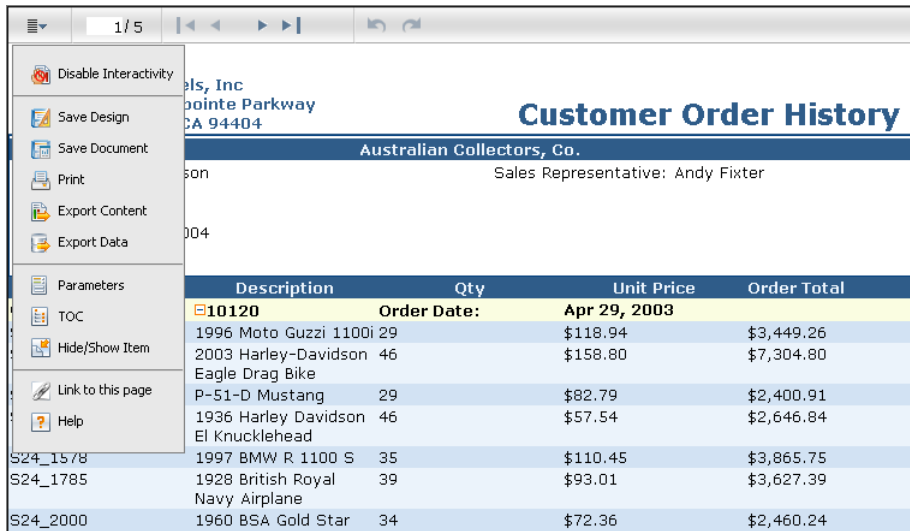 1/ 5
Disable Interactivity
Save Design
Save Document
Print
Export Content
Export Data
Parameters
TOC
Hide/Show Item
Link to this page
Help
els, Inc
pointe Parkway
CA 94404
Customer Order History
Australian Collectors, Co.
son Sales Representative: Andy Fixter
004
Description Qty Unit Price Order Total
10120 Order Date: Apr 29, 2003
1996 Moto Guzzi 1100i 29 $118.94 $3,449.26
2003 Harley-Davidson 46 $158.80 $7,304.80
Eagle Drag Bike
P-51-D Mustang 29 $82.79 $2,400.91
1936 Harley Davidson 46 $57.54 $2,646.84
El Knucklehead
S24_1578 1997 BMW R 1100 S 35 $110.45 $3,865.75
S24_1785 1928 British Royal 39 $93.01 $3,627.39
Navy Airplane
S24_2000 1960 BSA Gold Star 34 $72.36 $2,460.24